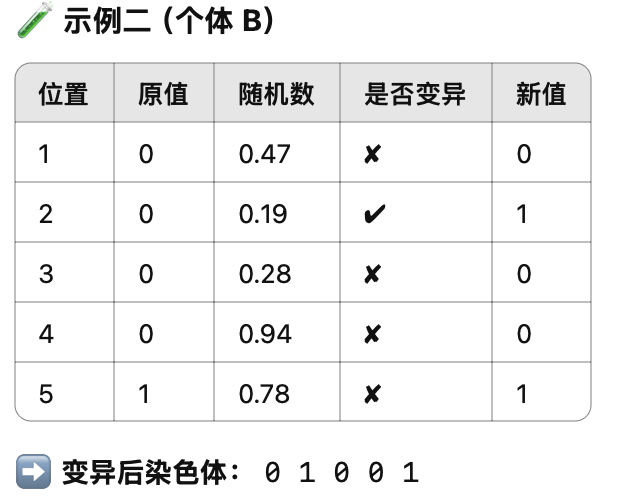 🧪 示例二（个体 B）
位置 原值 随机数 是否变异 新值
1 0 0.47 ✘ 0
2 0 0.19 ✔ 1
3 0 0.28 ✘ 0
4 0 0.94 ✘ 0
5 1 0.78 ✘ 1
➡️ 变异后染色体： 0 1 0 0 1